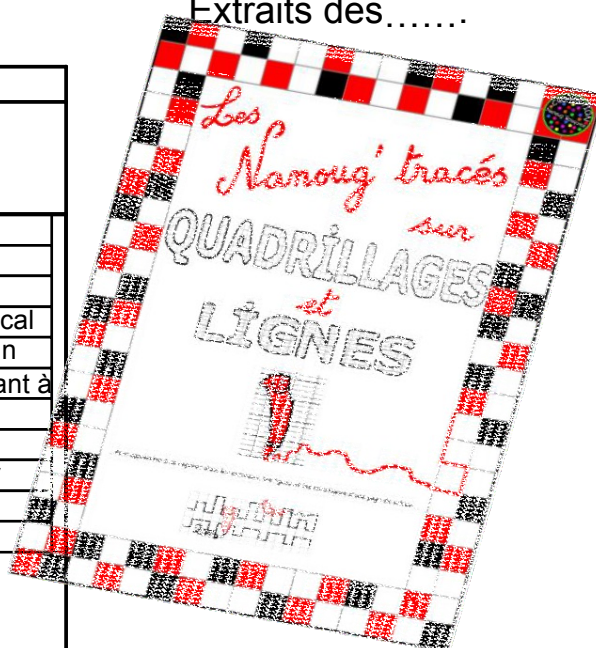 Extraits des.......
Les
Nanoug' tracés
sur
QUADRILLAGES
et
LIGNES
cal
n
ant à